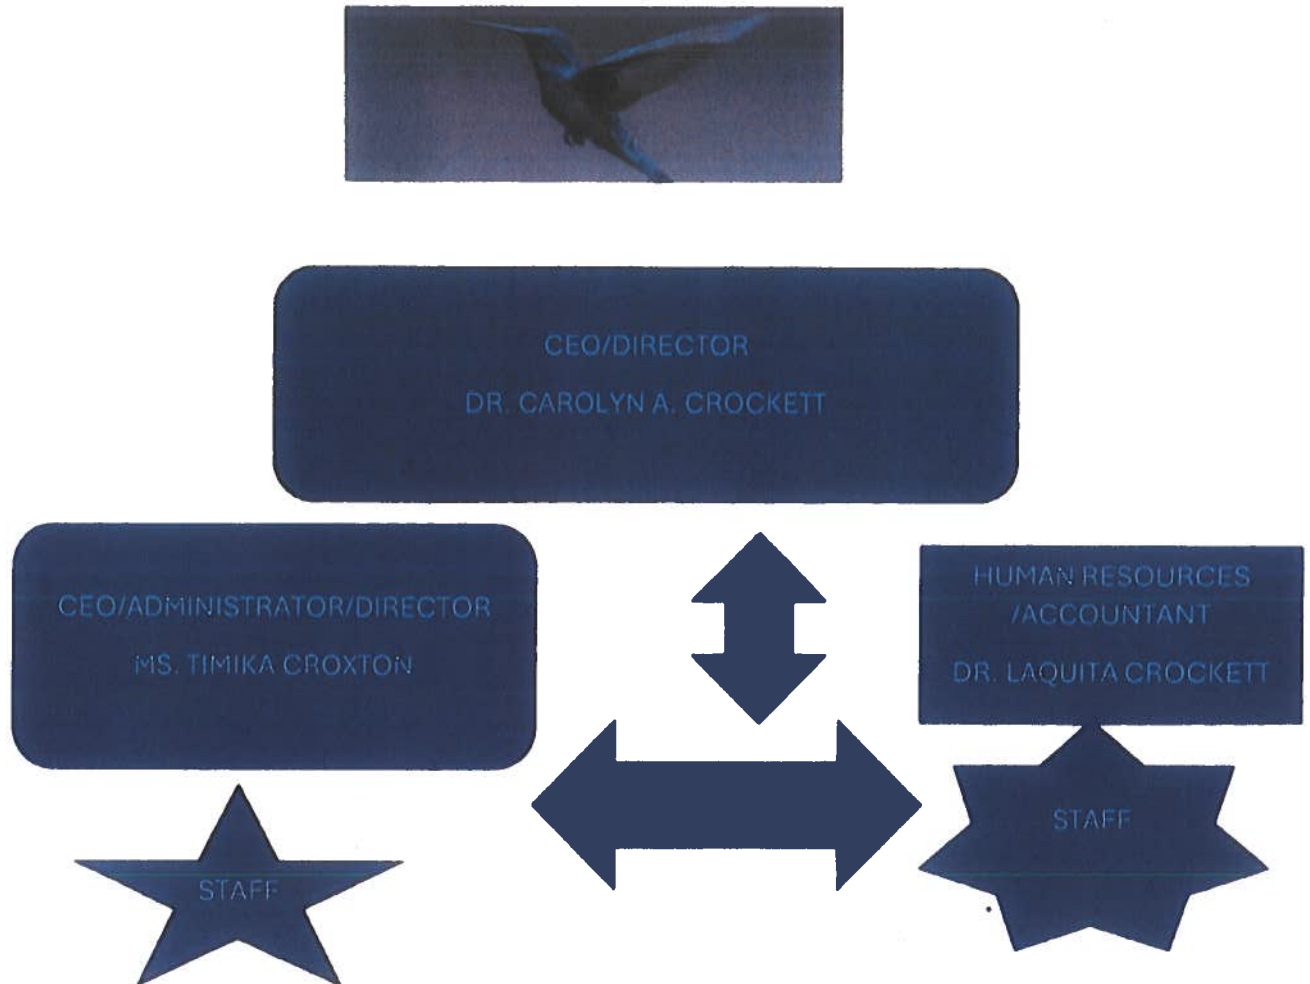 CEO/DIRECTOR
DR. CAROLYN A. CROCKETT
CEO/ADMINISTRATOR/DIRECTOR
MS. TIMIKA CROXTON
HUMAN RESOURCES
/ACCOUNTANT
DR. LAQUITA CROCKETT
STAFF
STAFF